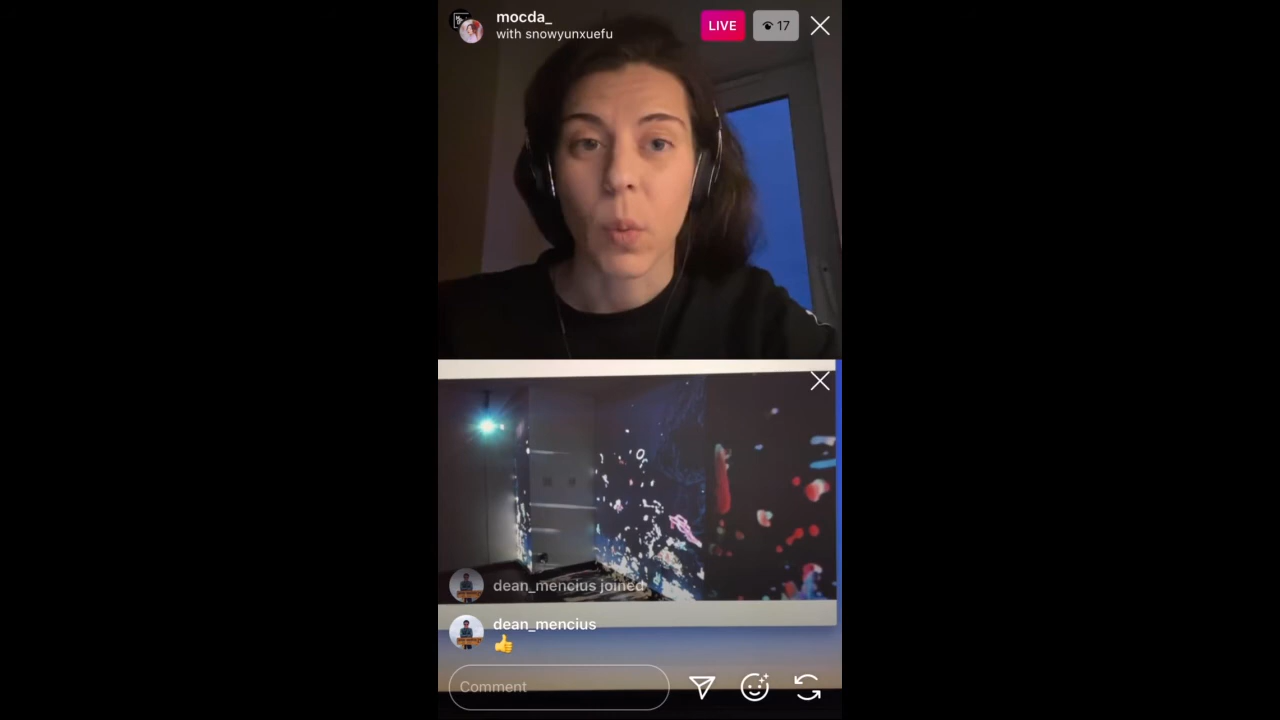 mocda_
with snowyunxuefu
LIVE
17
dean_mencius joined
dean_mencius
Comment